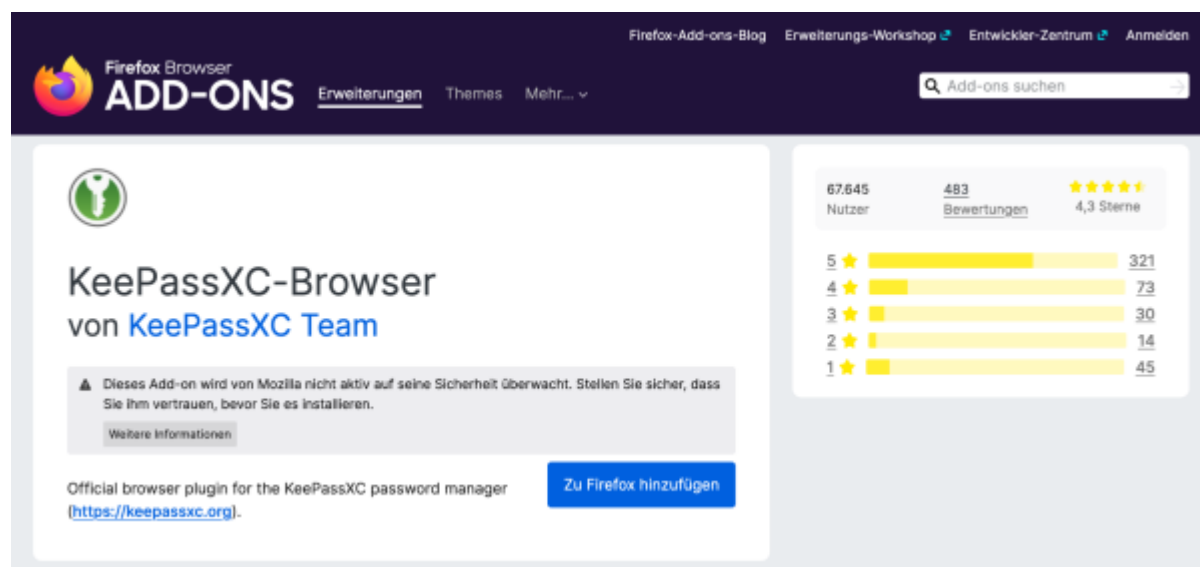 Firefox-Add-ons-Blog Erweiterungs-Workshop Entwickler-Zentrum Anmelden
Firefox Browser
ADD-ONS
Erweiterungen Themes Mehr...
Add-ons suchen
KeePassXC-Browser
von KeePassXC Team
Dieses Add-on wird von Mozilla nicht aktiv auf seine Sicherheit überwacht. Stellen Sie sicher, dass
Sie ihm vertrauen, bevor Sie es installieren.
Weitere Informationen
Official browser plugin for the KeePassXC password manager
(https://keepassxc.org).
Zu Firefox hinzufügen
67.645 483
Nutzer Bewertungen 4,3 Sterne
5 321
4 73
3 30
2 14
1 45